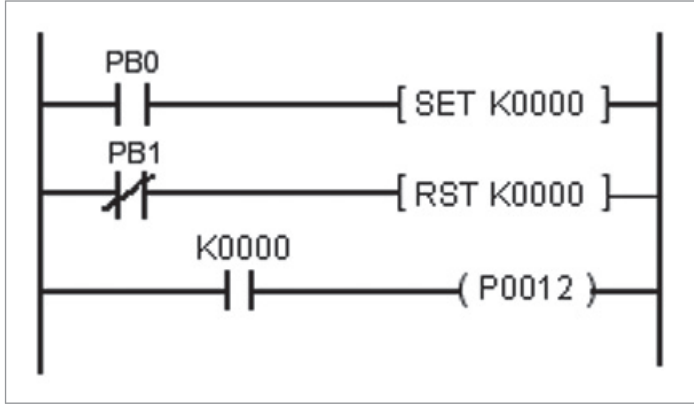 PB0
[ SET K0000 ]
PB1
[ RST K0000 ]
K0000
( P0012 )